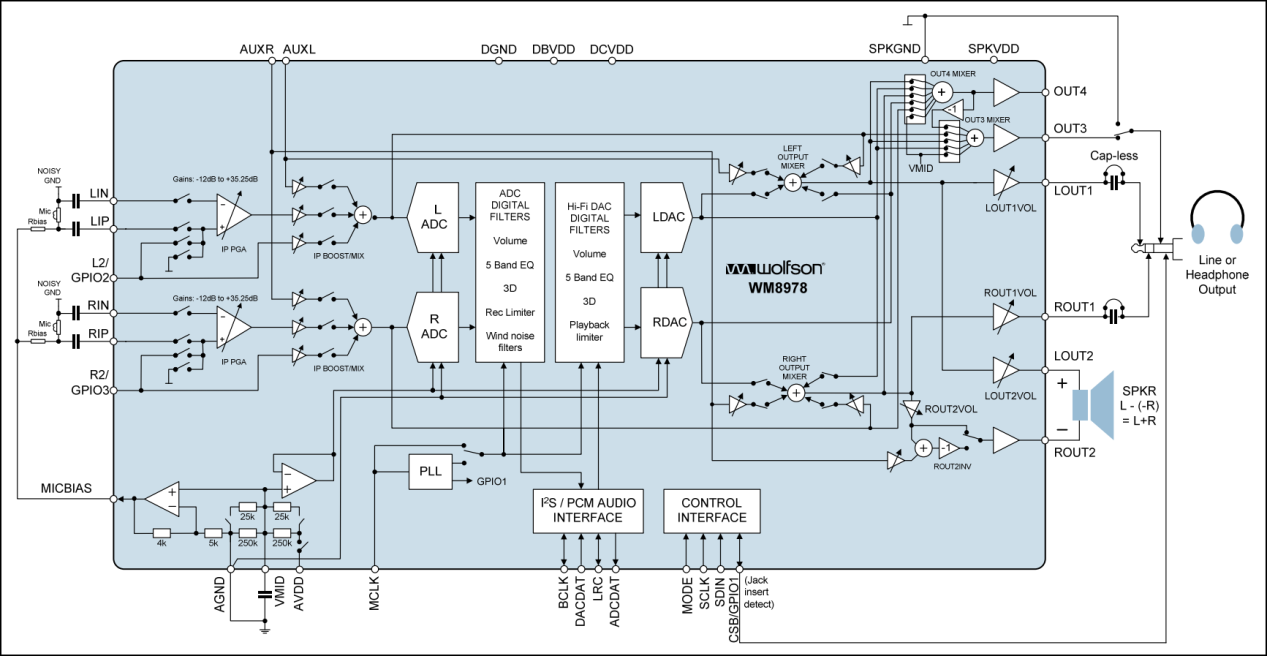 AUXR AUXL
DGND
DBVDD
DCVDD
SPKGND
SPKVDD
OUT4 MIXER
OUT4
-1
OUT3 MIXER
OUT3
VMID
Cap-less
LEFT
OUTPUT
MIXER
LOUT1
LOUT1VOL
NOISY
GND
LIN
Mic
Rbias
LIP
L2/
GPIO2
Gains: -12dB to +35.25dB
IP PGA
IP BOOST/MIX
L
ADC
ADC
DIGITAL
FILTERS
Volume
5 Band EQ
3D
Rec Limiter
Wind noise
filters
Hi-Fi DAC
DIGITAL
FILTERS
Volume
5 Band EQ
3D
Playback
limiter
LDAC
wolfson®
WM8978
Line or
Headphone
Output
NOISY
GND
RIN
Mic
Rbias
RIP
R2/
GPIO3
Gains: -12dB to +35.25dB
IP PGA
IP BOOST/MIX
R
ADC
RDAC
ROUT1VOL
ROUT1
RIGHT
OUTPUT
MIXER
LOUT2
LOUT2VOL
ROUT2VOL
ROUT2INV
-1
ROUT2
SPKR
L - (-R)
= L+R
PLL
GPIO1
MICBIAS
4k
5k
25k
25k
250k
250k
I²S / PCM AUDIO
INTERFACE
CONTROL
INTERFACE
AGND
VMID
AVDD
MCLK
BCLK
DACDAT
LRC
ADCDAT
MODE
SCLK
SDIN
CSB/GPIO1
(Jack
insert
detect)